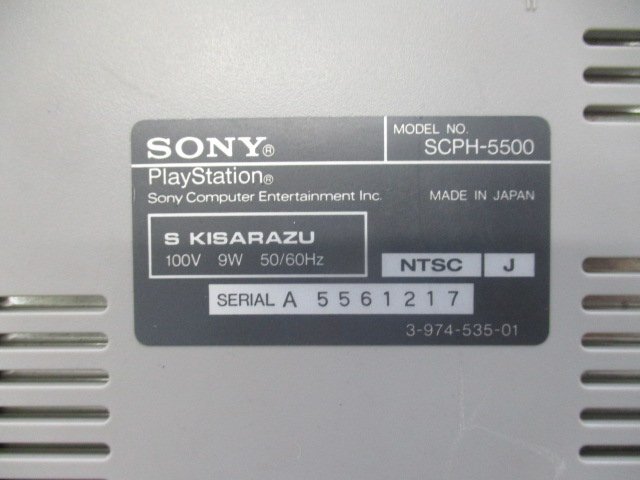 SONY®
MODEL NO.
SCPH-5500
PlayStation®
Sony Computer Entertainment Inc.
MADE IN JAPAN
S KISARAZU
100V 9W 50/60Hz
NTSC J
SERIAL A 5561217
3-974-535-01